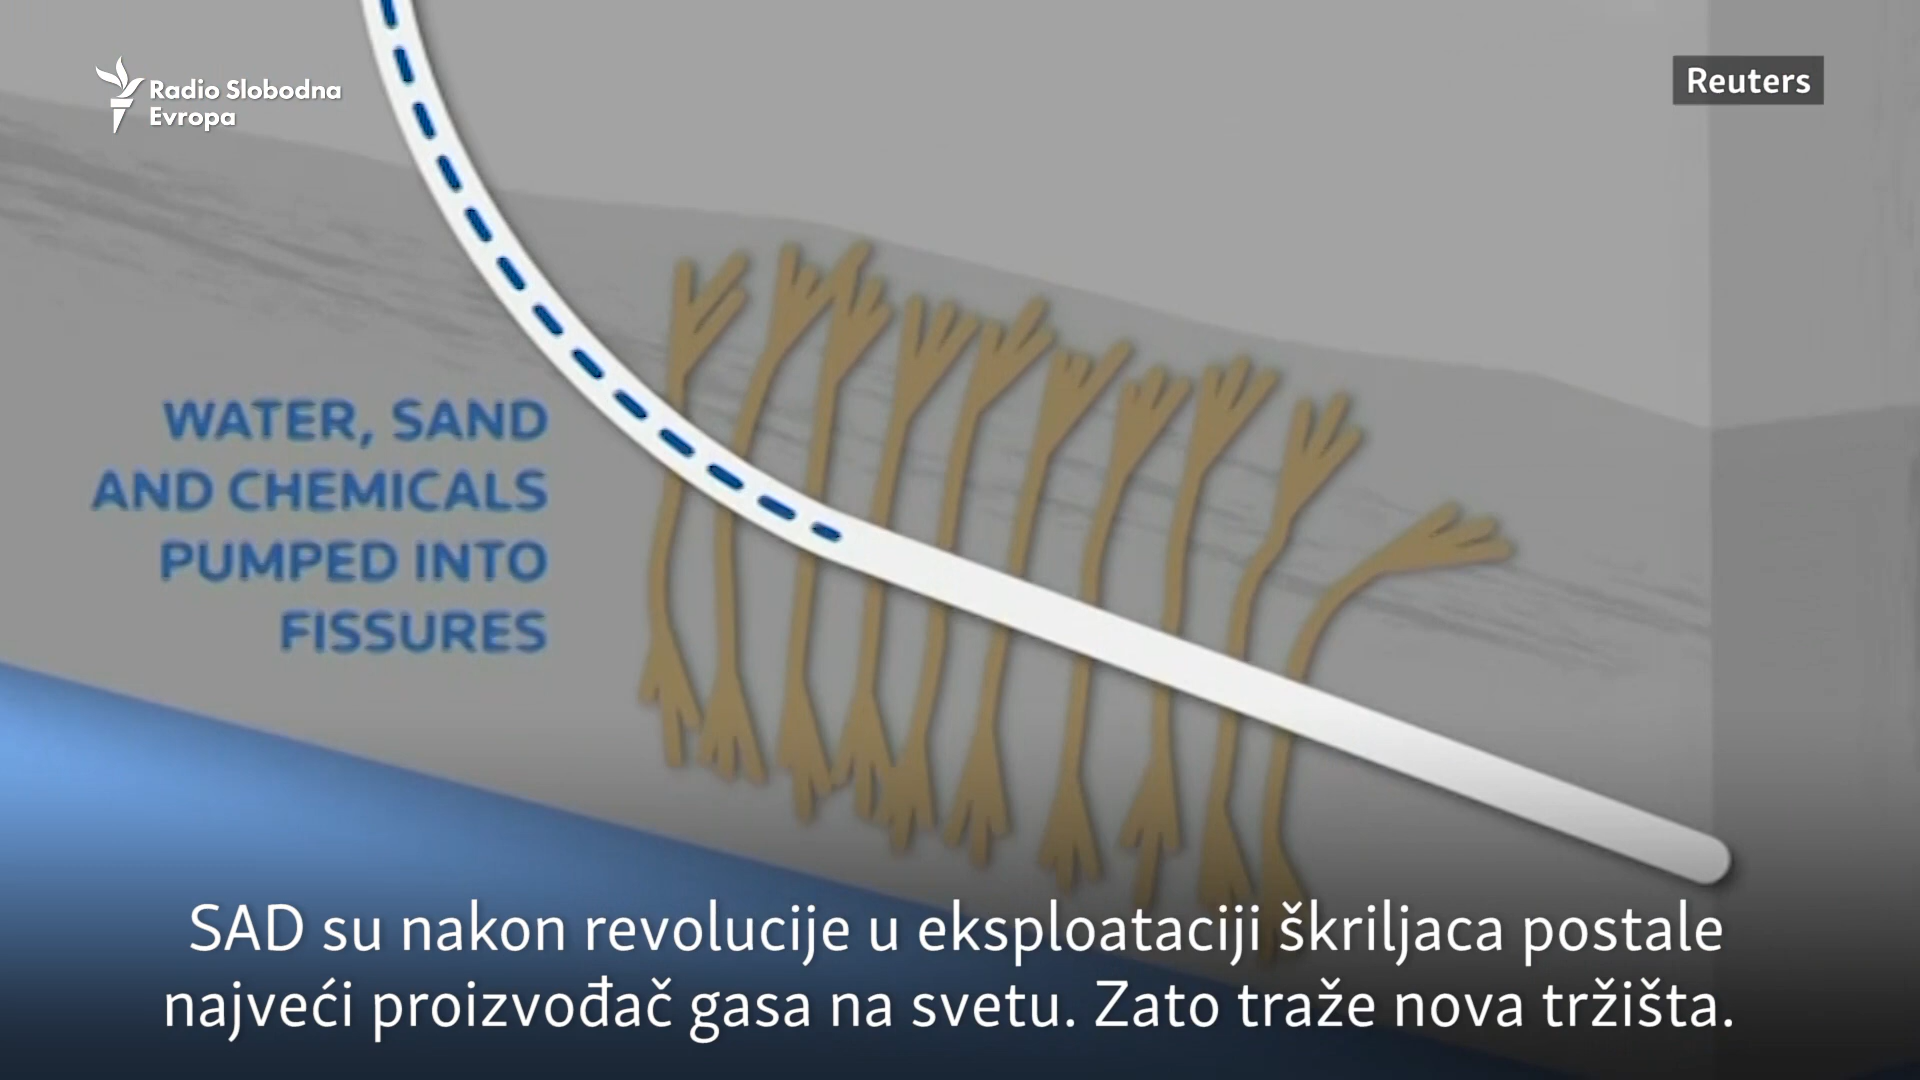 Radio Slobodna
Evropa
Reuters
WATER, SAND
AND CHEMICALS
PUMPED INTO
FISSURES
SAD su nakon revolucije u eksploataciji škriljaca postale
najveći proizvođač gasa na svetu. Zato traže nova tržišta.